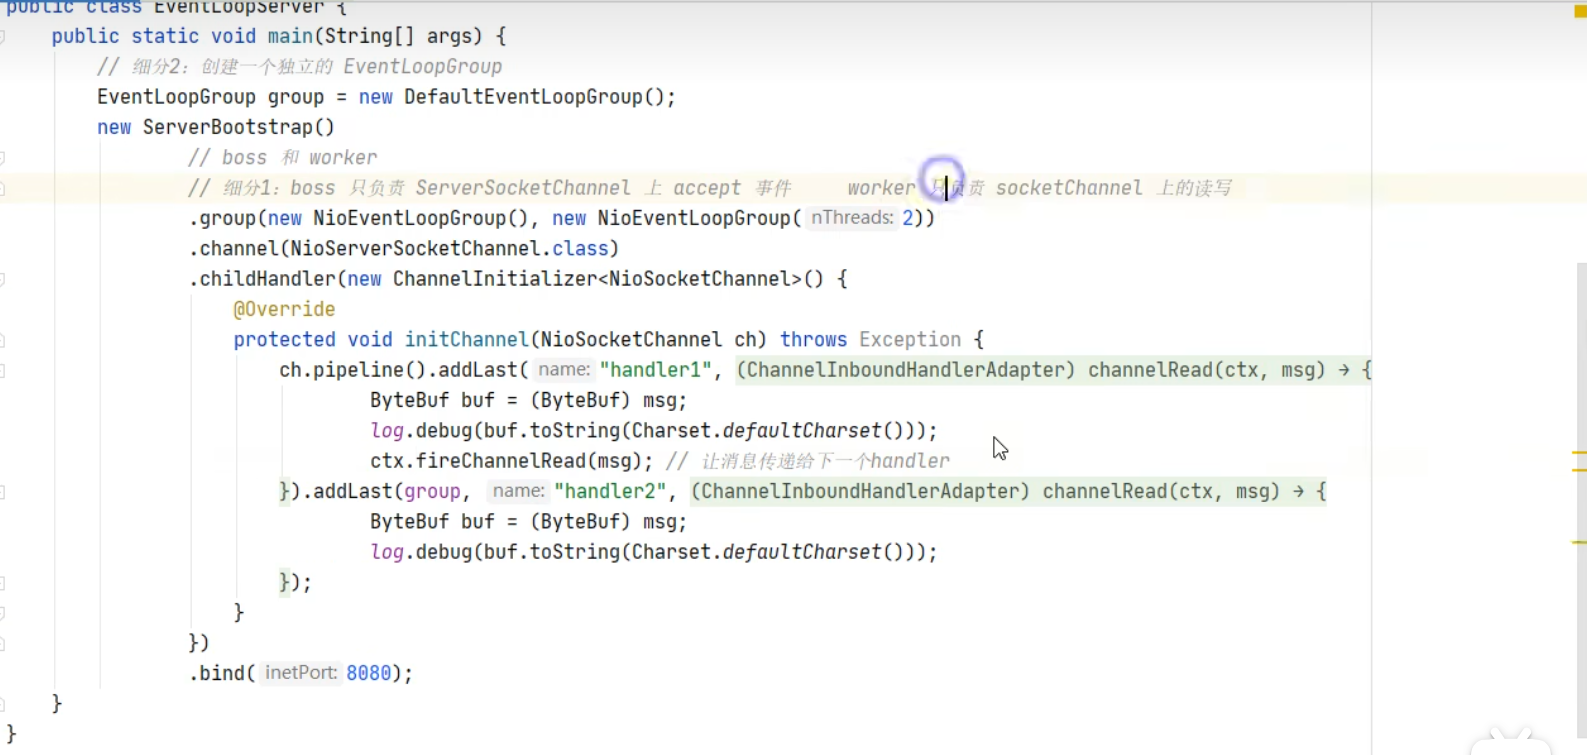 public class EventLoopServer {
public static void main(String[] args) {
// 细分2：创建一个独立的 EventLoopGroup
EventLoopGroup group = new DefaultEventLoopGroup();
new ServerBootstrap()
// boss 和 worker
// 细分1：boss 只负责 ServerSocketChannel 上 accept 事件     worker 只负责 socketChannel 上的读写
.group(new NioEventLoopGroup(), new NioEventLoopGroup( nThreads: 2))
.channel(NioServerSocketChannel.class)
.childHandler(new ChannelInitializer<NioSocketChannel>() {
@Override
protected void initChannel(NioSocketChannel ch) throws Exception {
ch.pipeline().addLast( name: "handler1", (ChannelInboundHandlerAdapter) channelRead(ctx, msg) → {
ByteBuf buf = (ByteBuf) msg;
log.debug(buf.toString(Charset.defaultCharset()));
ctx.fireChannelRead(msg); // 让消息传递给下一个handler
}).addLast(group, name: "handler2", (ChannelInboundHandlerAdapter) channelRead(ctx, msg) → {
ByteBuf buf = (ByteBuf) msg;
log.debug(buf.toString(Charset.defaultCharset()));
});
}
})
.bind( inetPort: 8080);
}
}